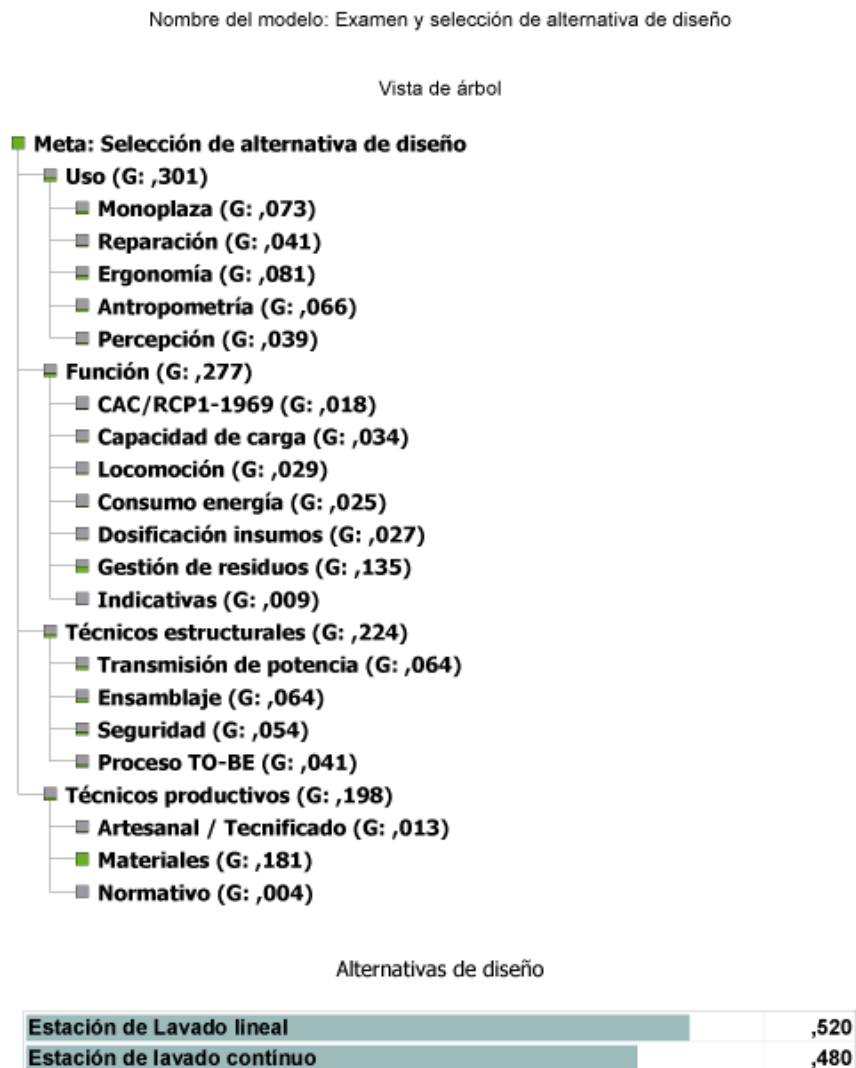 Nombre del modelo: Examen y selección de alternativa de diseño
Vista de árbol
Meta: Selección de alternativa de diseño
Uso (G: ,301)
Monoplaza (G: ,073)
Reparación (G: ,041)
Ergonomía (G: ,081)
Antropometría (G: ,066)
Percepción (G: ,039)
Función (G: ,277)
CAC/RCP1-1969 (G: ,018)
Capacidad de carga (G: ,034)
Locomoción (G: ,029)
Consumo energía (G: ,025)
Dosificación insumos (G: ,027)
Gestión de residuos (G: ,135)
Indicativas (G: ,009)
Técnicos estructurales (G: ,224)
Transmisión de potencia (G: ,064)
Ensamblaje (G: ,064)
Seguridad (G: ,054)
Proceso TO-BE (G: ,041)
Técnicos productivos (G: ,198)
Artesanal / Tecnificado (G: ,013)
Materiales (G: ,181)
Normativo (G: ,004)
Alternativas de diseño
Estación de Lavado lineal ,520
Estación de lavado contínuo ,480